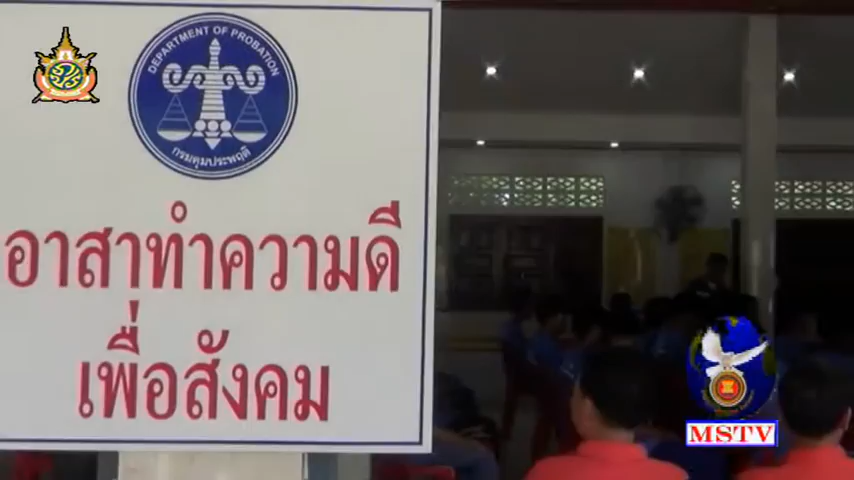 DEPARTMENT OF PROBATION
กรมคุมประพฤติ
อาสาทำความดี
เพื่อสังคม
MSTV